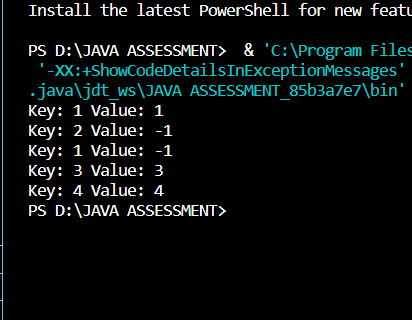 Install the latest PowerShell for new featu
PS D:\JAVA ASSESSMENT>  & 'C:\Program Files
 '-XX:+ShowCodeDetailsInExceptionMessages'
.java\jdt_ws\JAVA ASSESSMENT_85b3a7e7\bin'
Key: 1 Value: 1
Key: 2 Value: -1
Key: 1 Value: -1
Key: 3 Value: 3
Key: 4 Value: 4
PS D:\JAVA ASSESSMENT>